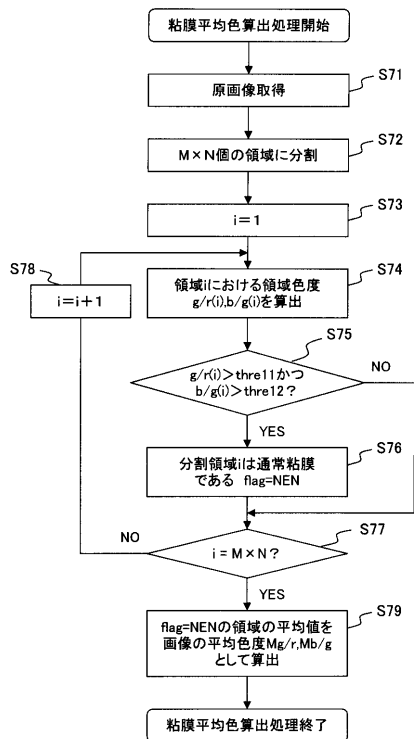 粘膜平均色算出処理開始
S71
原画像取得
S72
M×N個の領域に分割
S73
i=1
S78
i=i+1
S74
領域iにおける領域色度
g/r(i),b/g(i)を算出
S75
g/r(i)>thre11かつ
b/g(i)>thre12?
NO
YES
S76
分割領域iは通常粘膜
である flag=NEN
S77
NO
i=M×N?
YES
S79
flag=NENの領域の平均値を
画像の平均色度Mg/r,Mb/g
として算出
粘膜平均色算出処理終了